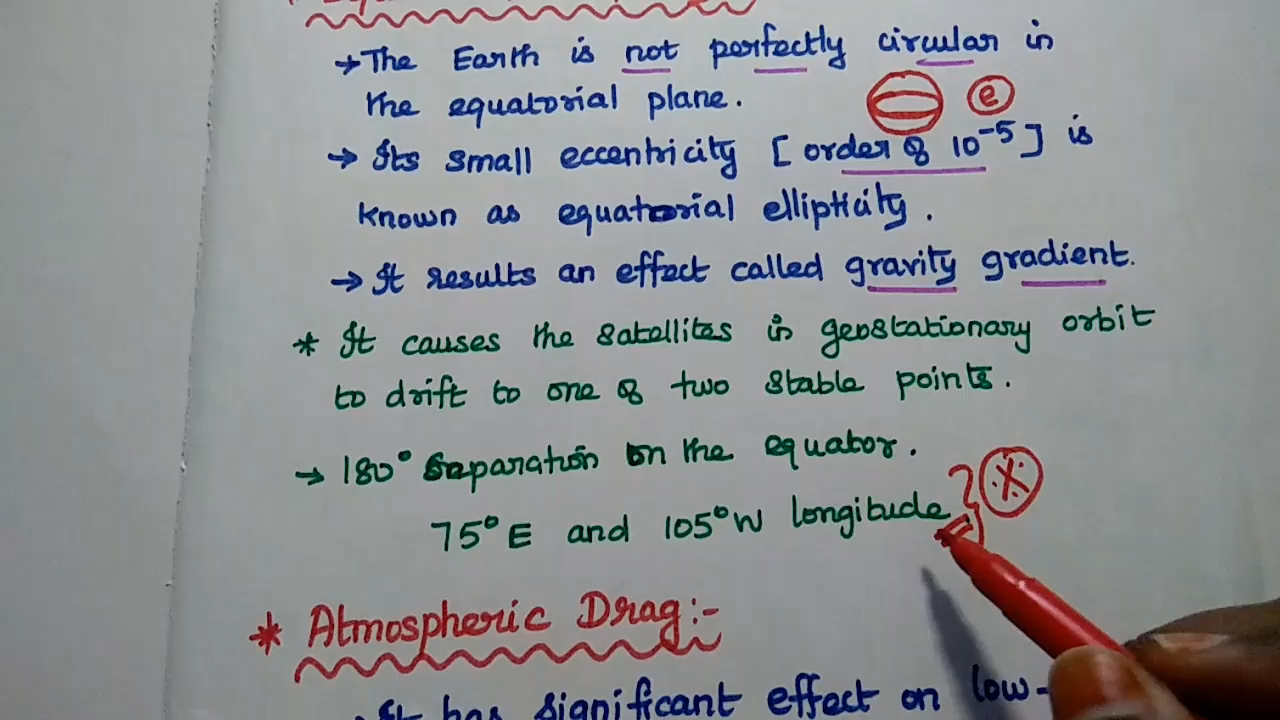 → The Earth is not perfectly circular in
the equatorial plane.
e
→ Its small eccentricity [order of 10⁻⁵] is
known as equatorial ellipticity.
→ It results an effect called gravity gradient.
* It causes the satellites in geostationary orbit
to drift to one of two stable points.
→ 180° Separation on the equator.
75° E and 105° W longitude
* Atmospheric Drag:-
It has significant effect on low-